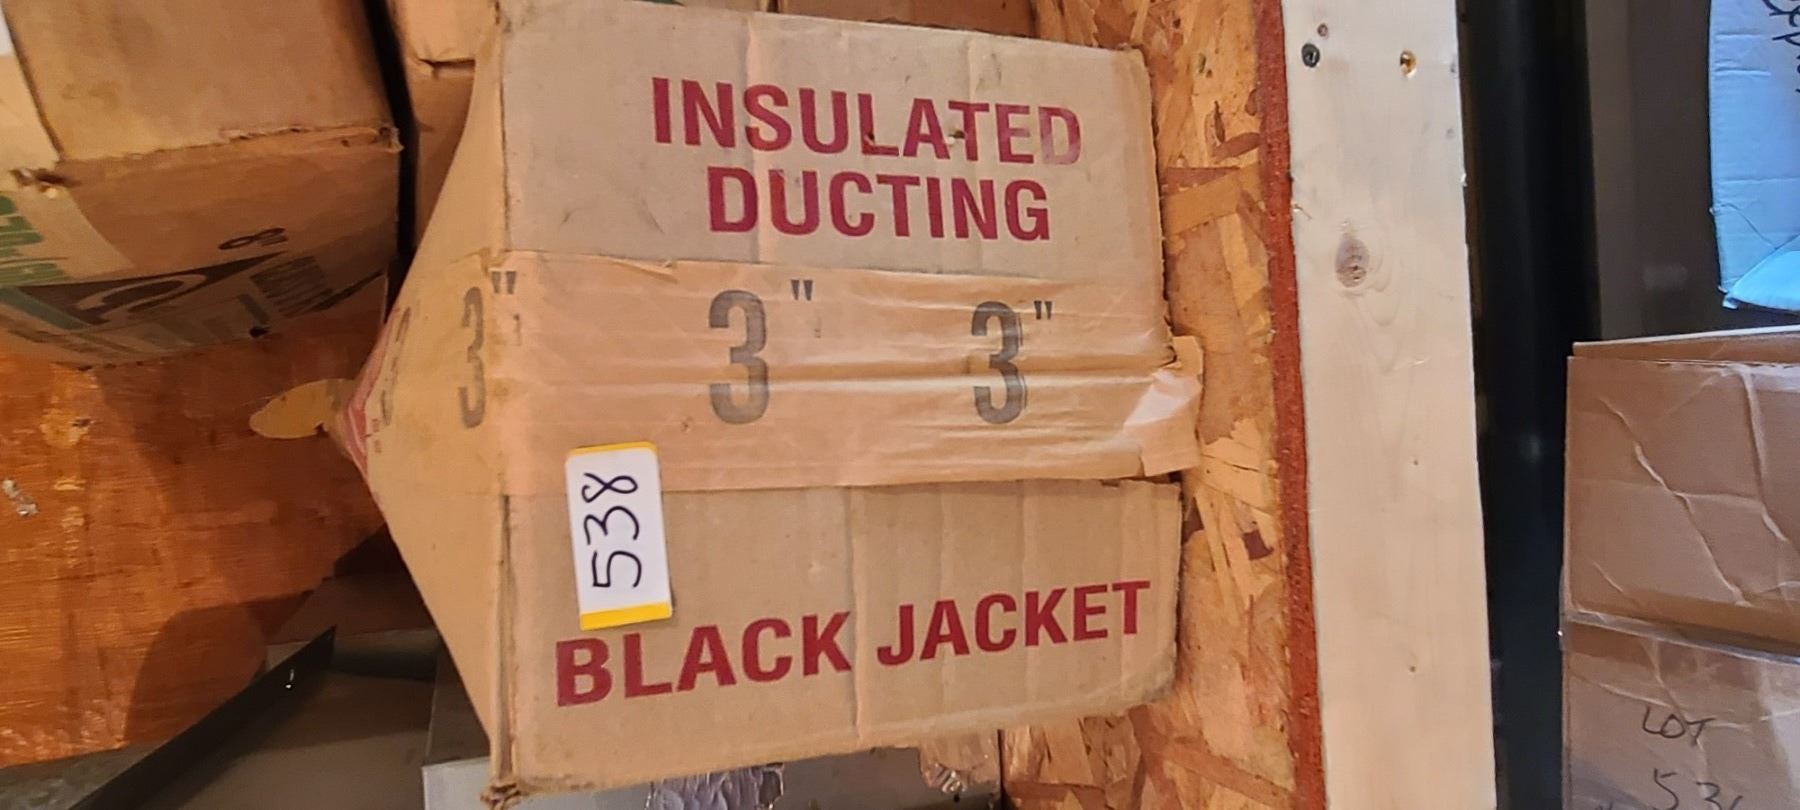 INSULATED
DUCTING
3" 3" 3"
538
BLACK JACKET
LOT